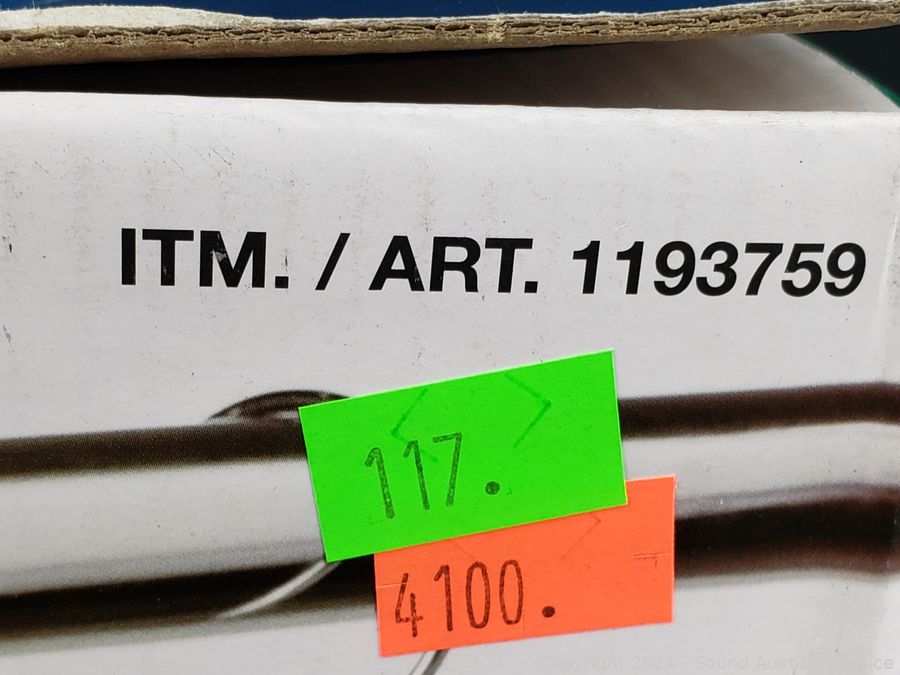 ITM. / ART. 1193759
117.
4100.
Copyright 2024 - Sound Auction Service